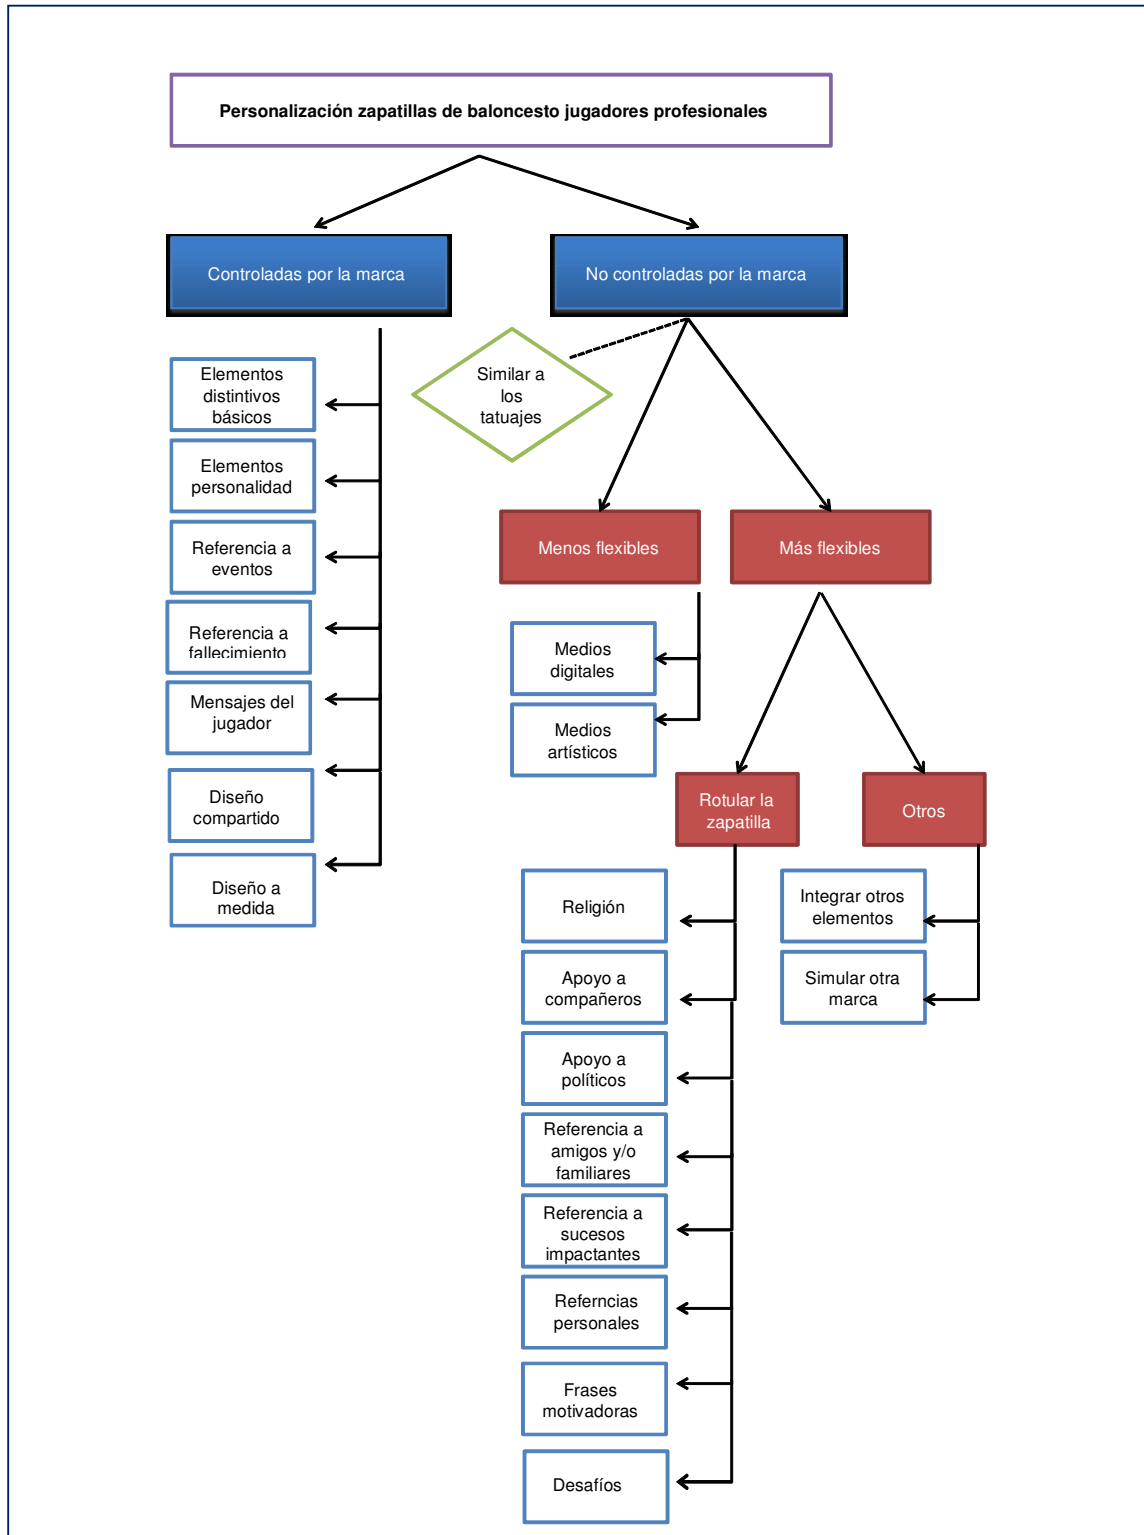 Personalización zapatillas de baloncesto jugadores profesionales
Controladas por la marca
No controladas por la marca
Elementos
distintivos
básicos
Elementos
personalidad
Referencia a
eventos
Referencia a
fallecimiento
Mensajes del
jugador
Diseño
compartido
Diseño a
medida
Similar a
los
tatuajes
Menos flexibles
Más flexibles
Medios
digitales
Medios
artísticos
Rotular la
zapatilla
Otros
Religión
Apoyo a
compañeros
Apoyo a
políticos
Referencia a
amigos y/o
familiares
Referencia a
sucesos
impactantes
Referncias
personales
Frases
motivadoras
Desafíos
Integrar otros
elementos
Simular otra
marca